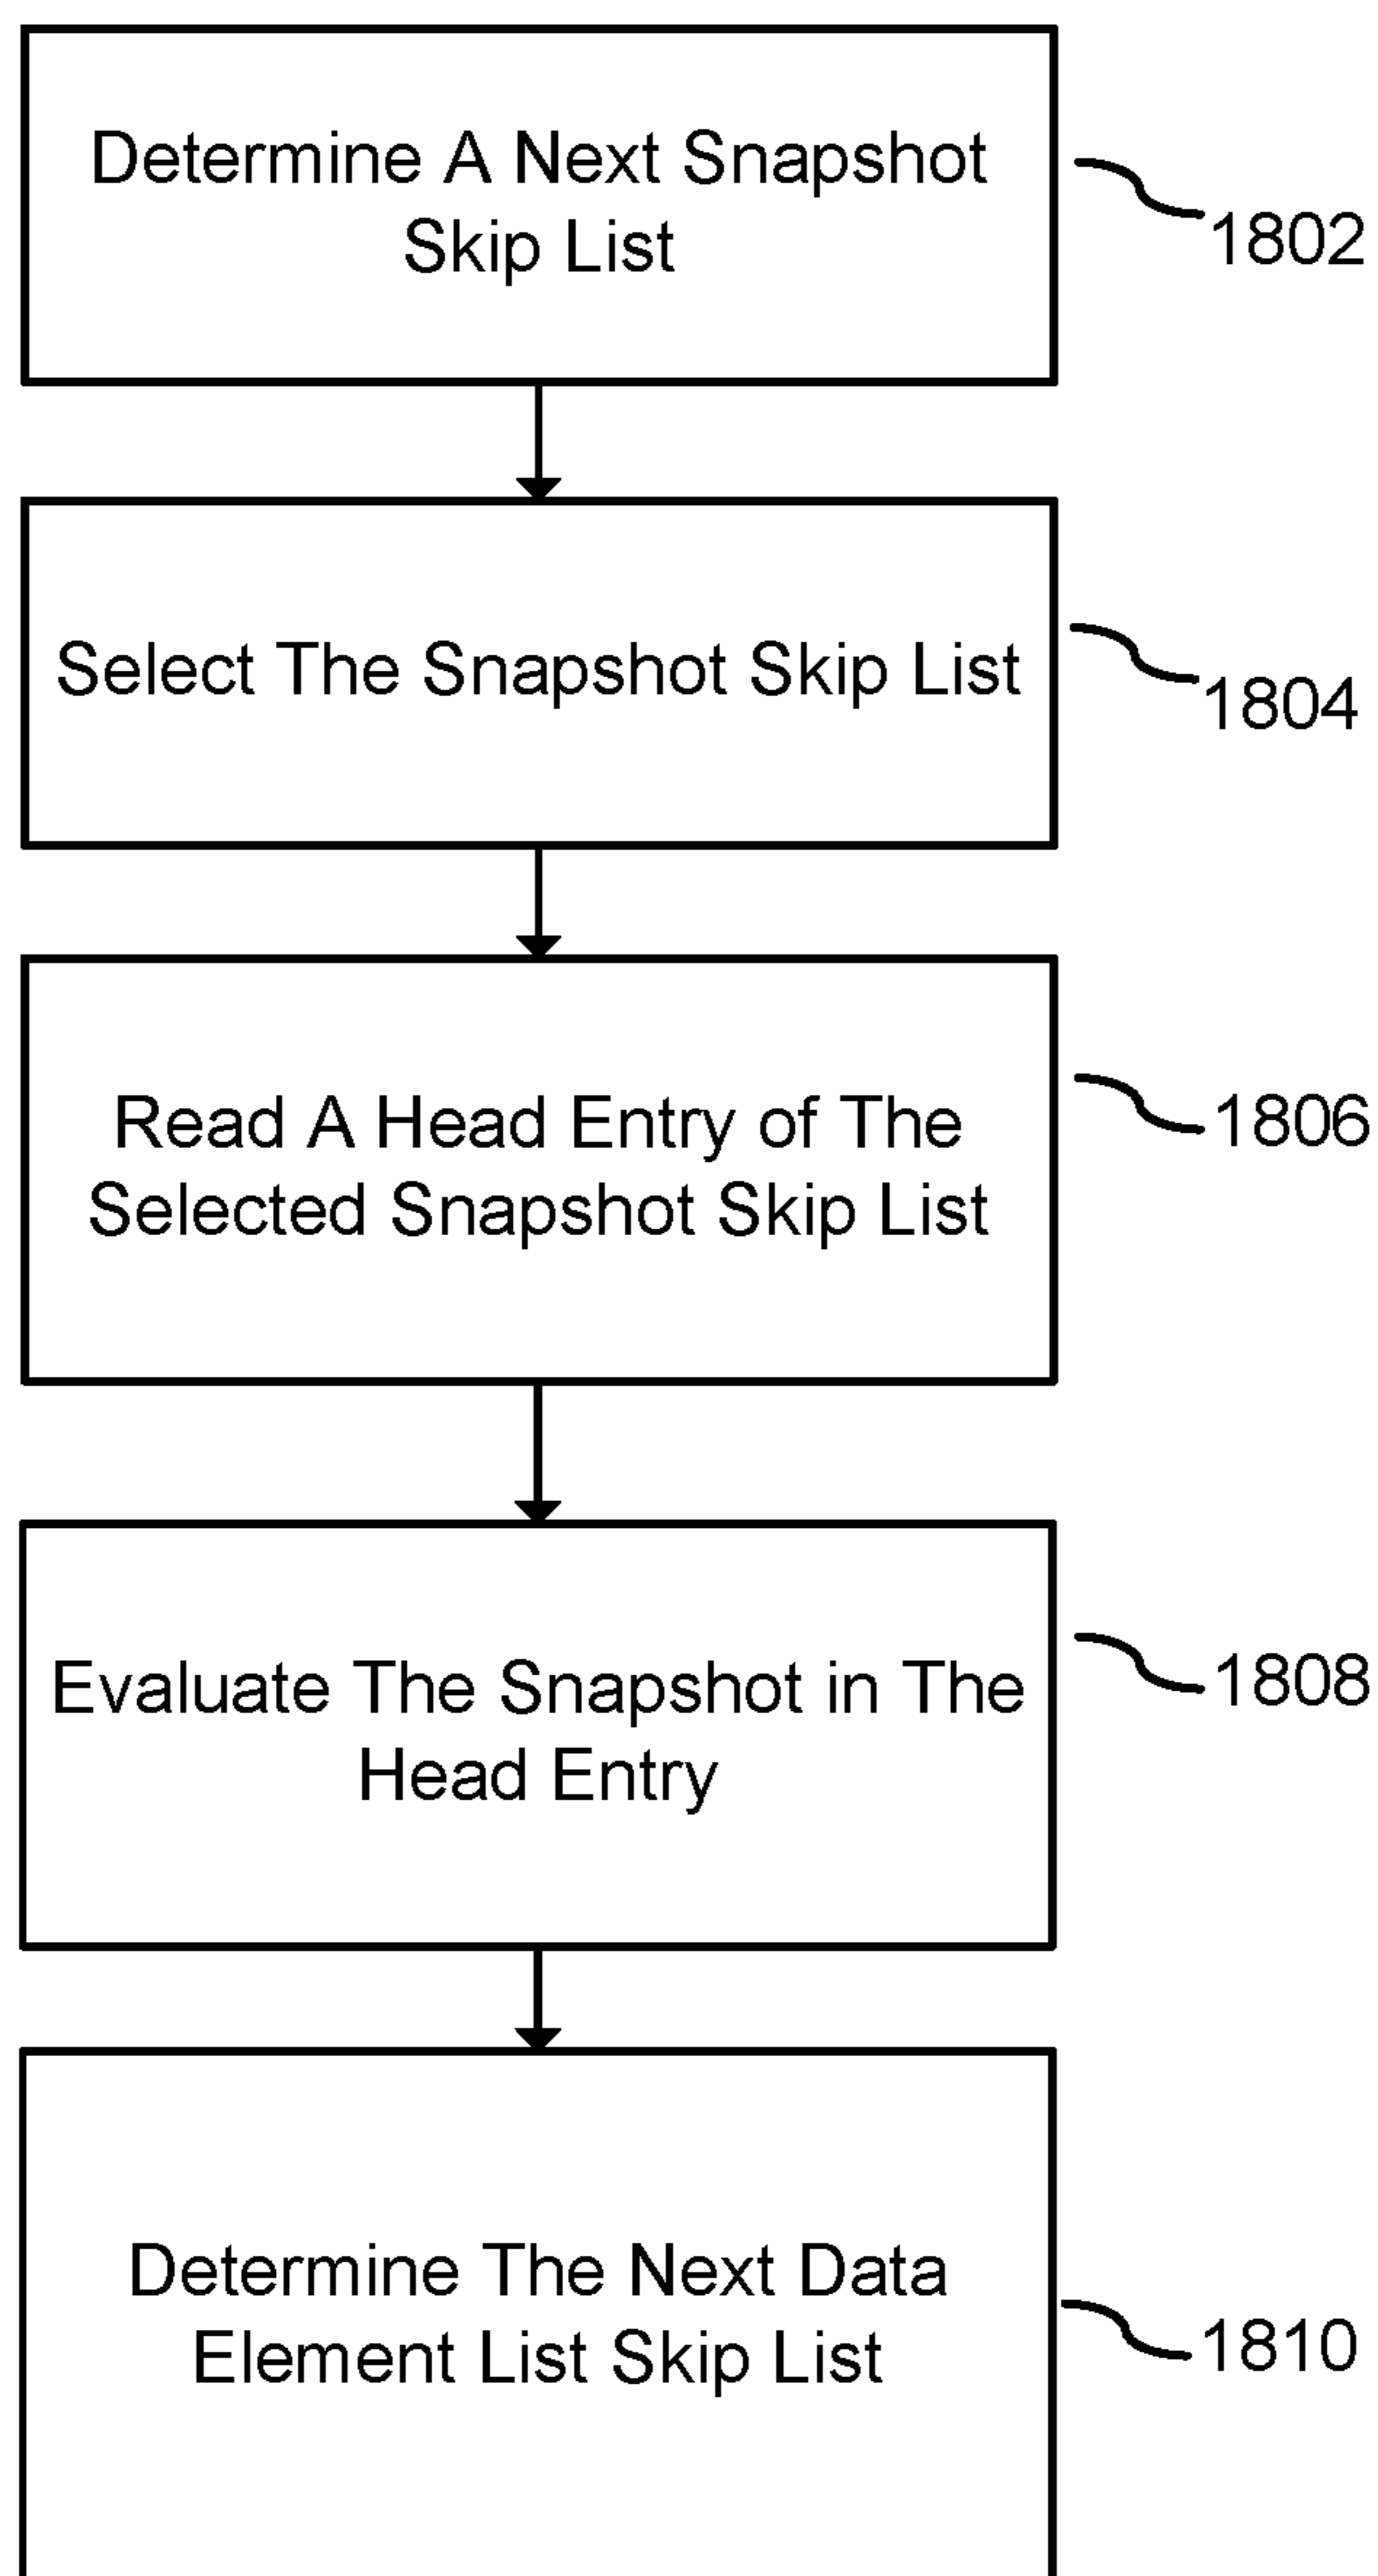 Determine A Next Snapshot
Skip List
1802
Select The Snapshot Skip List
1804
Read A Head Entry of The
Selected Snapshot Skip List
1806
Evaluate The Snapshot in The
Head Entry
1808
Determine The Next Data
Element List Skip List
1810